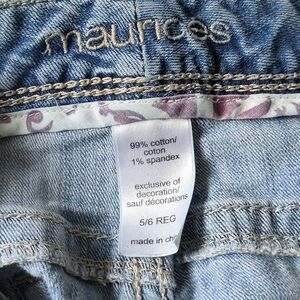 maurices
99% cotton/
coton
1% spandex
exclusive of
decoration/
sauf décorations
5/6 REG
made in ch